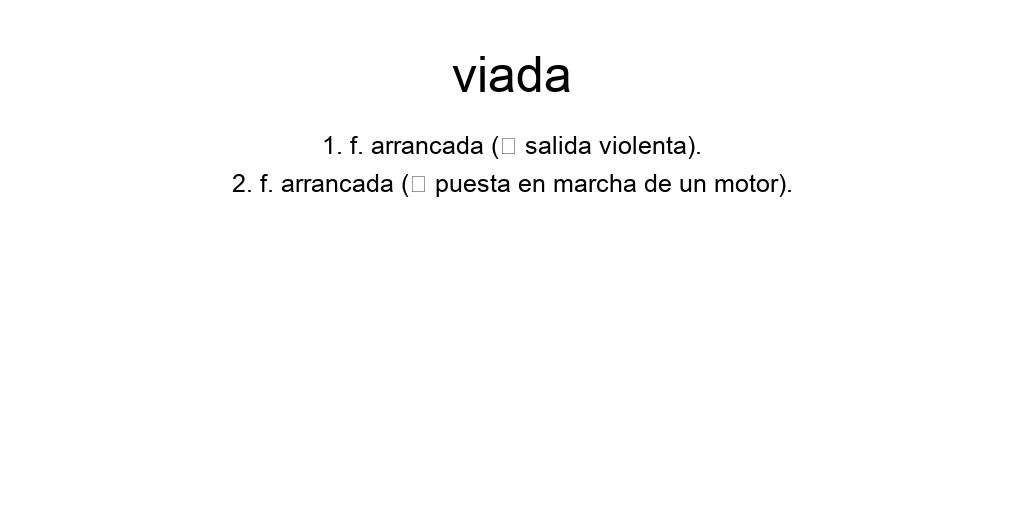 viada
1. f. arrancada (□ salida violenta).
2. f. arrancada (□ puesta en marcha de un motor).